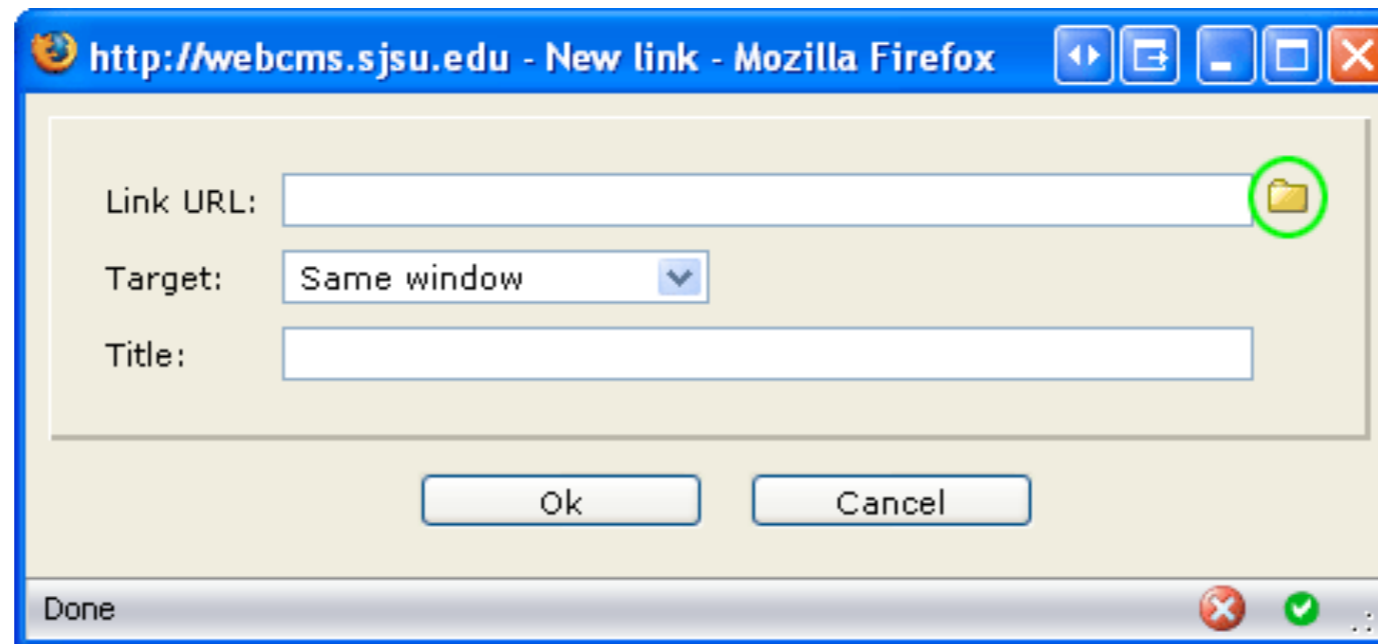 http://webcms.sjsu.edu - New link - Mozilla Firefox
Link URL:
Target: Same window
Title:
Ok Cancel
Done